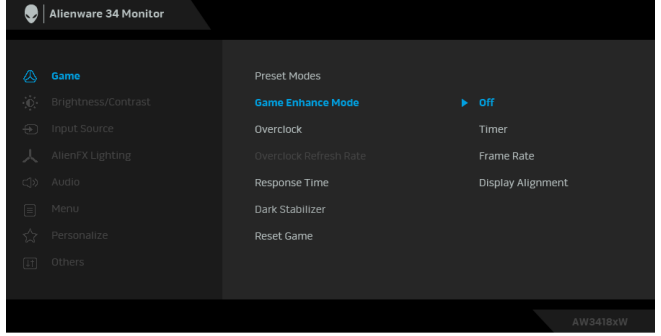 Alienware 34 Monitor
Game
Preset Modes
Brightness/Contrast
Game Enhance Mode
Off
Input Source
Overclock
Timer
AlienFX Lighting
Overclock Refresh Rate
Frame Rate
Audio
Response Time
Display Alignment
Menu
Dark Stabilizer
Personalize
Reset Game
Others
AW3418xW